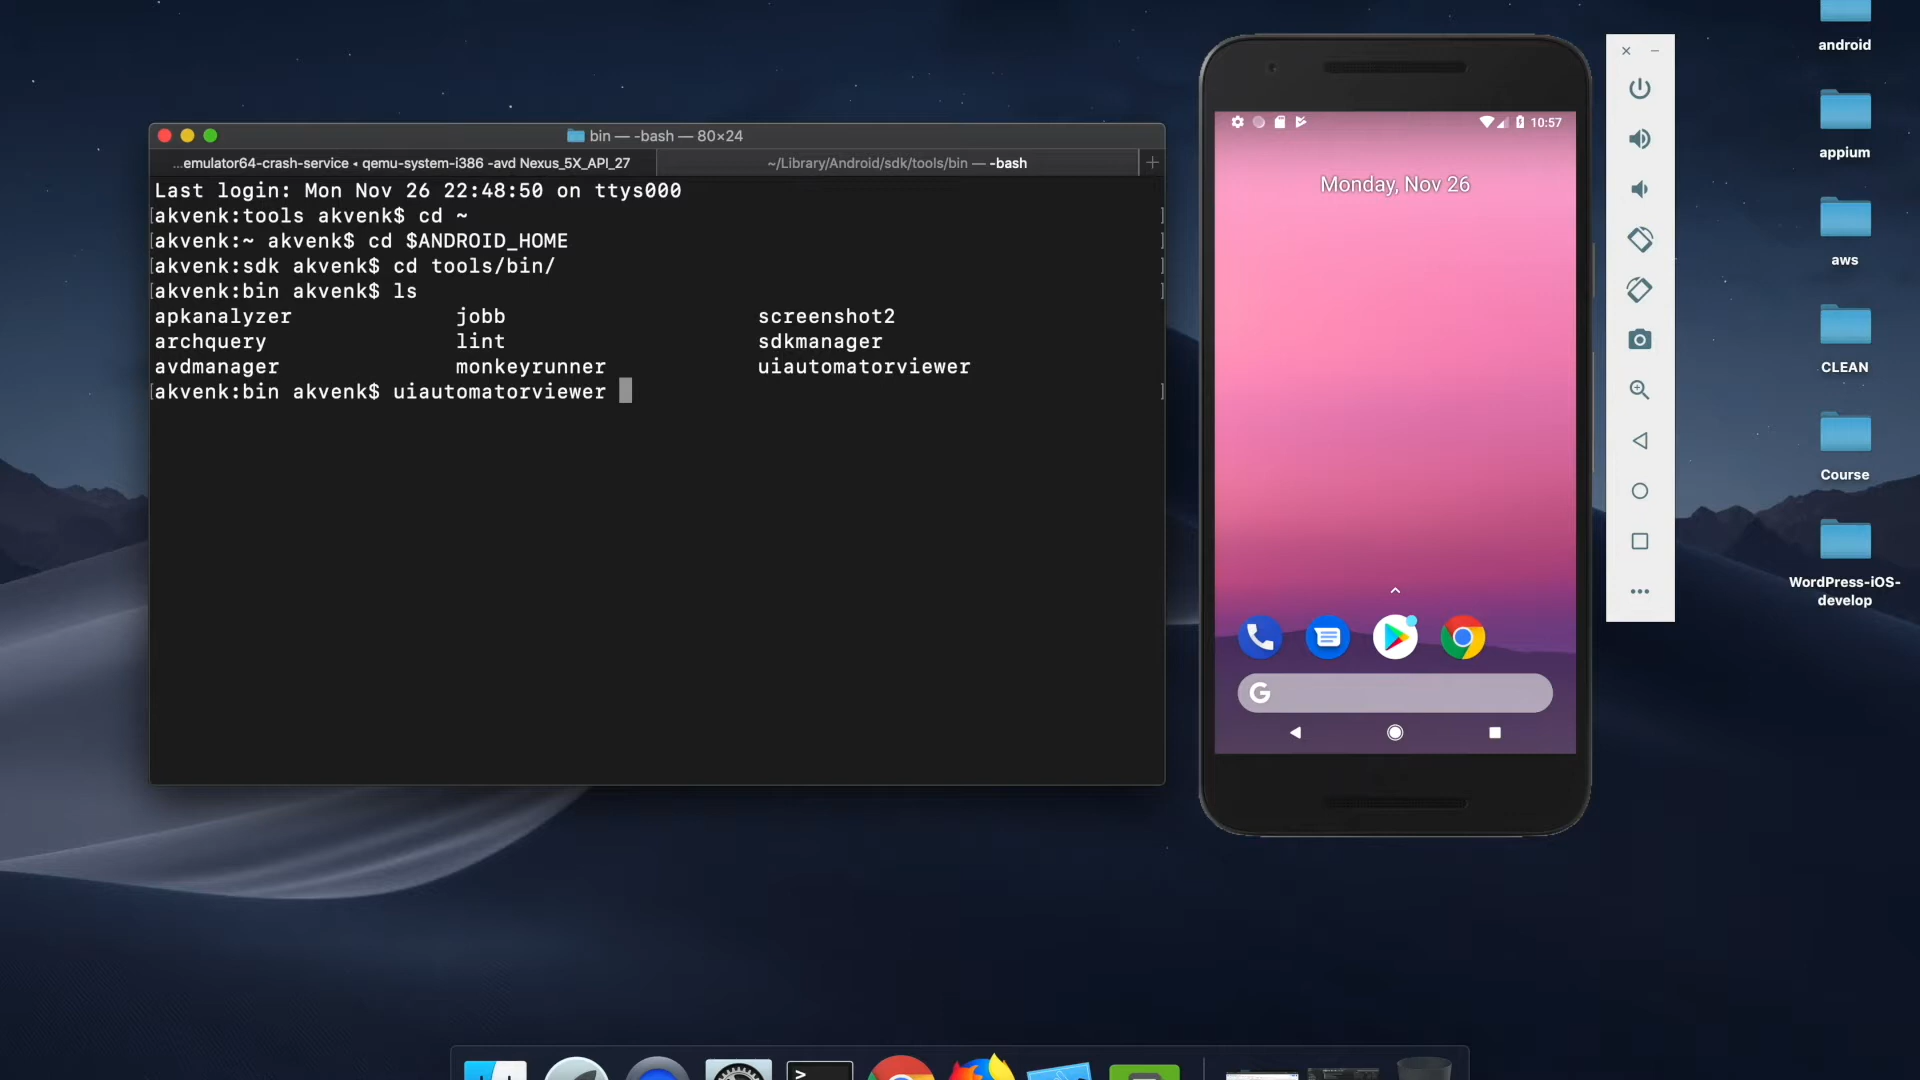 bin — -bash — 80×24
...emulator64-crash-service ◂ qemu-system-i386 -avd Nexus_5X_API_27
~/Library/Android/sdk/tools/bin — -bash
Last login: Mon Nov 26 22:48:50 on ttys000
[akvenk:tools akvenk$ cd ~ ]
[akvenk:~ akvenk$ cd $ANDROID_HOME ]
[akvenk:sdk akvenk$ cd tools/bin/ ]
[akvenk:bin akvenk$ ls ]
apkanalyzer jobb screenshot2
archquery lint sdkmanager
avdmanager monkeyrunner uiautomatorviewer
[akvenk:bin akvenk$ uiautomatorviewer ]
10:57
Monday, Nov 26
G
android
appium
aws
CLEAN
Course
WordPress-iOS-
develop